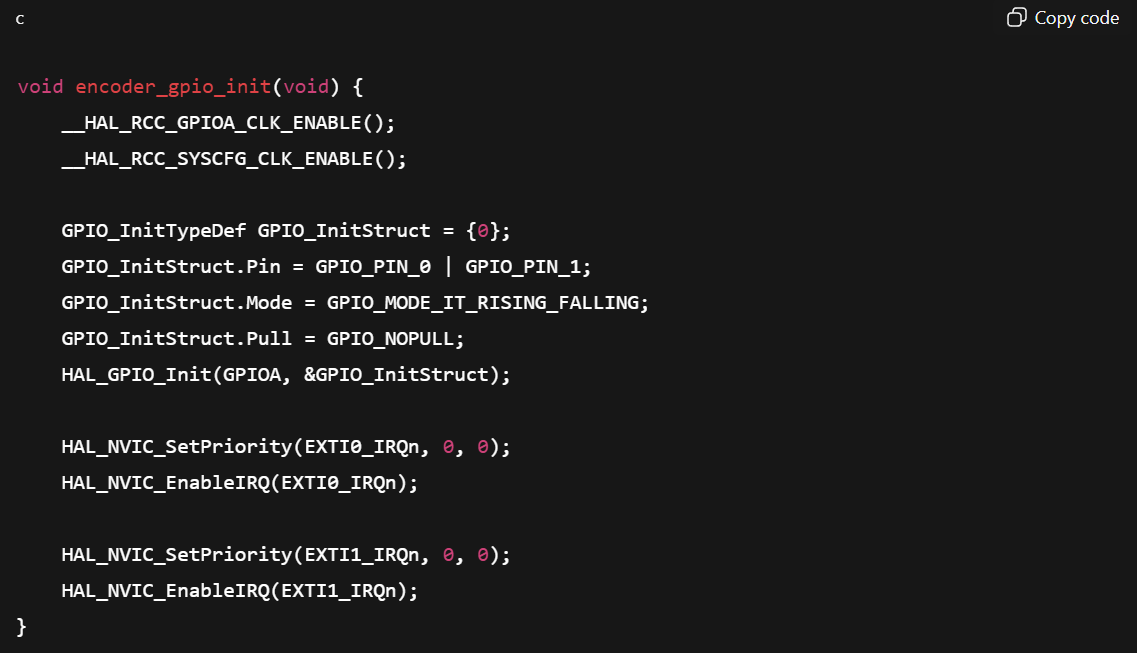 c
Copy code
void encoder_gpio_init(void) {
    __HAL_RCC_GPIOA_CLK_ENABLE();
    __HAL_RCC_SYSCFG_CLK_ENABLE();

    GPIO_InitTypeDef GPIO_InitStruct = {0};
    GPIO_InitStruct.Pin = GPIO_PIN_0 | GPIO_PIN_1;
    GPIO_InitStruct.Mode = GPIO_MODE_IT_RISING_FALLING;
    GPIO_InitStruct.Pull = GPIO_NOPULL;
    HAL_GPIO_Init(GPIOA, &GPIO_InitStruct);

    HAL_NVIC_SetPriority(EXTI0_IRQn, 0, 0);
    HAL_NVIC_EnableIRQ(EXTI0_IRQn);

    HAL_NVIC_SetPriority(EXTI1_IRQn, 0, 0);
    HAL_NVIC_EnableIRQ(EXTI1_IRQn);
}